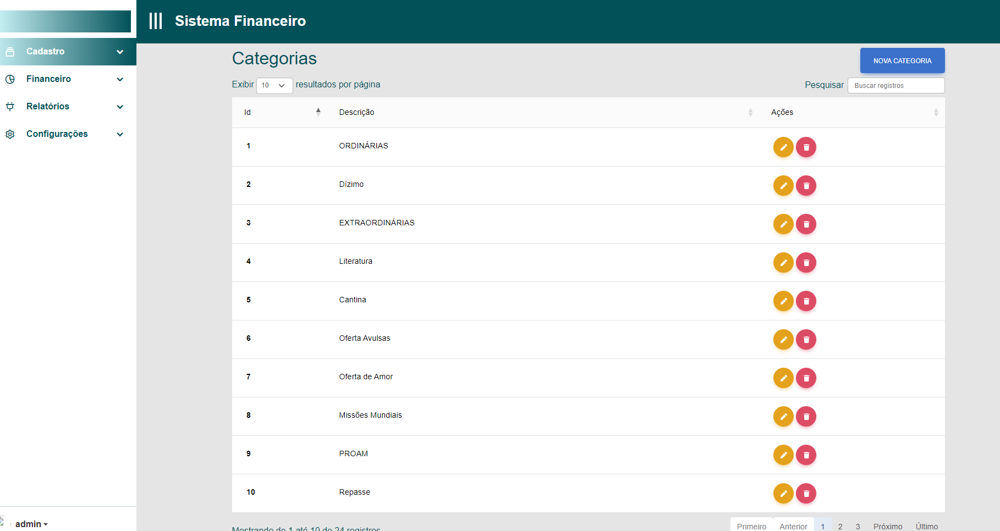 Sistema Financeiro
Cadastro
Financeiro
Relatórios
Configurações
admin
Categorias
NOVA CATEGORIA
Exibir 10 resultados por página
Pesquisar Buscar registros
Id Descrição Ações
1 ORDINÁRIAS
2 Dízimo
3 EXTRAORDINÁRIAS
4 Literatura
5 Cantina
6 Oferta Avulsas
7 Oferta de Amor
8 Missões Mundiais
9 PROAM
10 Repasse
Mostrando de 1 até 10 de 24 registros
Primeiro Anterior 1 2 3 Próximo Último